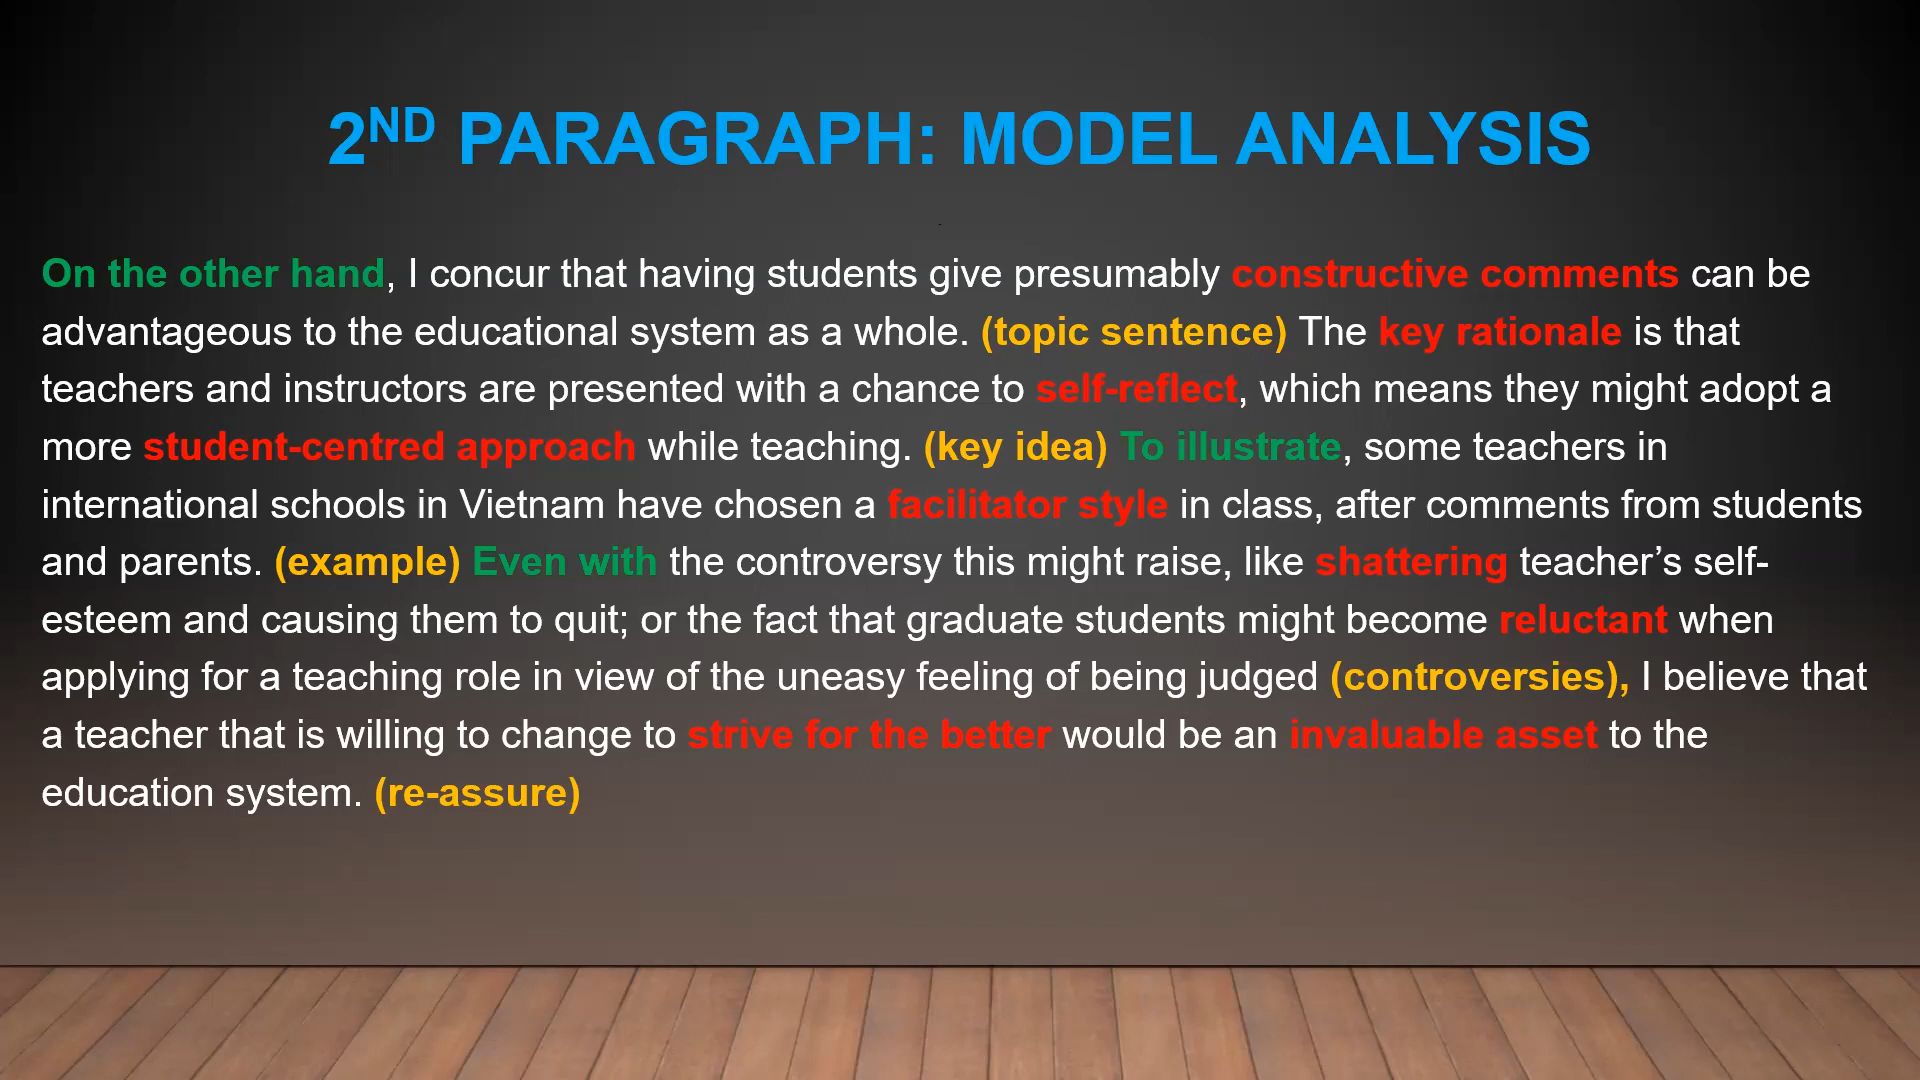 2ND PARAGRAPH: MODEL ANALYSIS
On the other hand, I concur that having students give presumably constructive comments can be
advantageous to the educational system as a whole. (topic sentence) The key rationale is that
teachers and instructors are presented with a chance to self-reflect, which means they might adopt a
more student-centred approach while teaching. (key idea) To illustrate, some teachers in
international schools in Vietnam have chosen a facilitator style in class, after comments from students
and parents. (example) Even with the controversy this might raise, like shattering teacher’s self-
esteem and causing them to quit; or the fact that graduate students might become reluctant when
applying for a teaching role in view of the uneasy feeling of being judged (controversies), I believe that
a teacher that is willing to change to strive for the better would be an invaluable asset to the
education system. (re-assure)